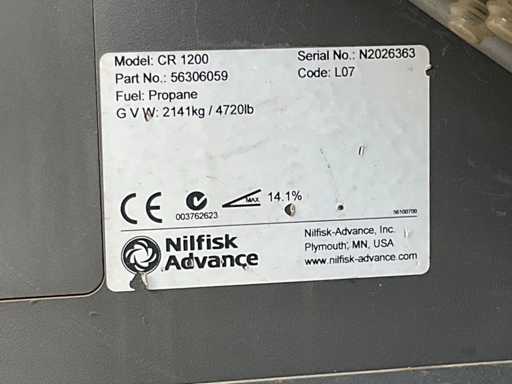 Model: CR 1200
Serial No.: N2026363
Part No.: 56306059
Code: L07
Fuel: Propane
G V W: 2141kg / 4720lb
CE
003762623
MAX.
14.1%
56100700
Nilfisk
Advance
Nilfisk-Advance, Inc.
Plymouth, MN, USA
www.nilfisk-advance.com